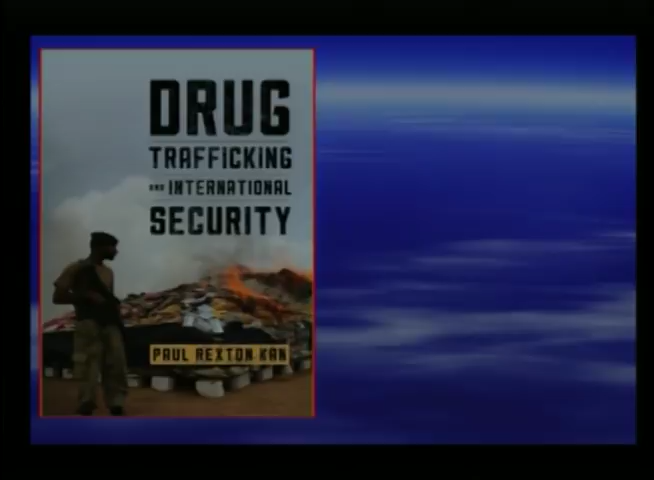 DRUG
TRAFFICKING
AND INTERNATIONAL
SECURITY
PAUL REXTON KAN